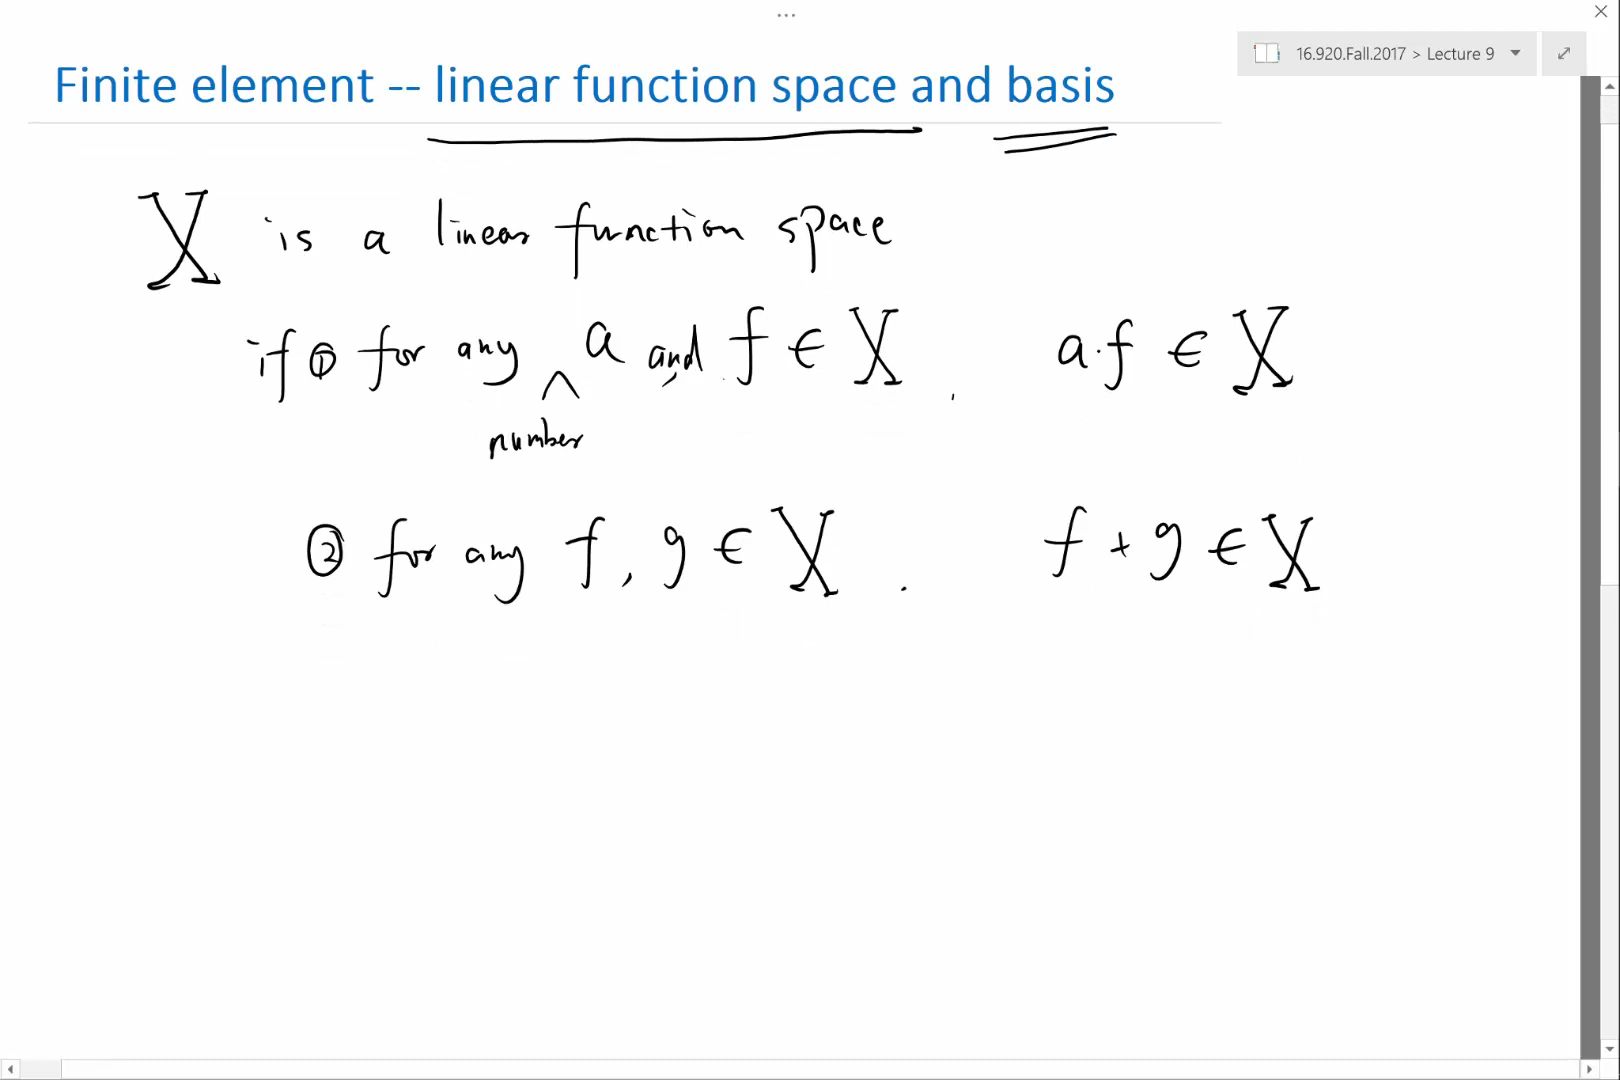 ...
16.920.Fall.2017 > Lecture 9
Finite element -- linear function space and basis
X is a linear function space
if ① for any number a and f ∈ X, a·f ∈ X
② for any f, g ∈ X. f + g ∈ X